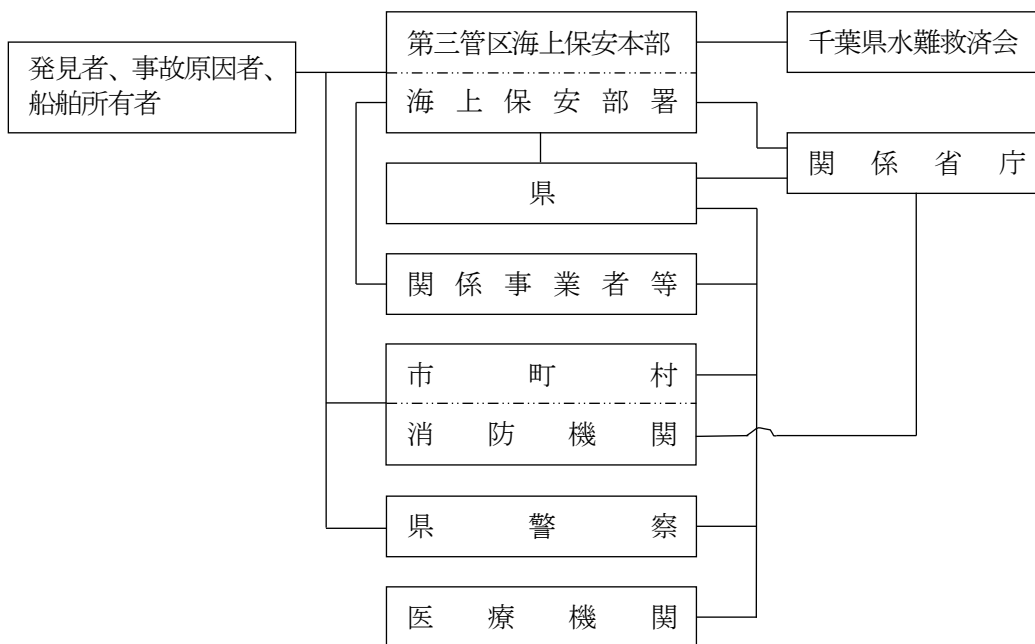 発見者、事故原因者、
船舶所有者
第三管区海上保安本部
海上保安部署
千葉県水難救済会
関係省庁
県
関係事業者等
市町村
消防機関
県警察
医療機関